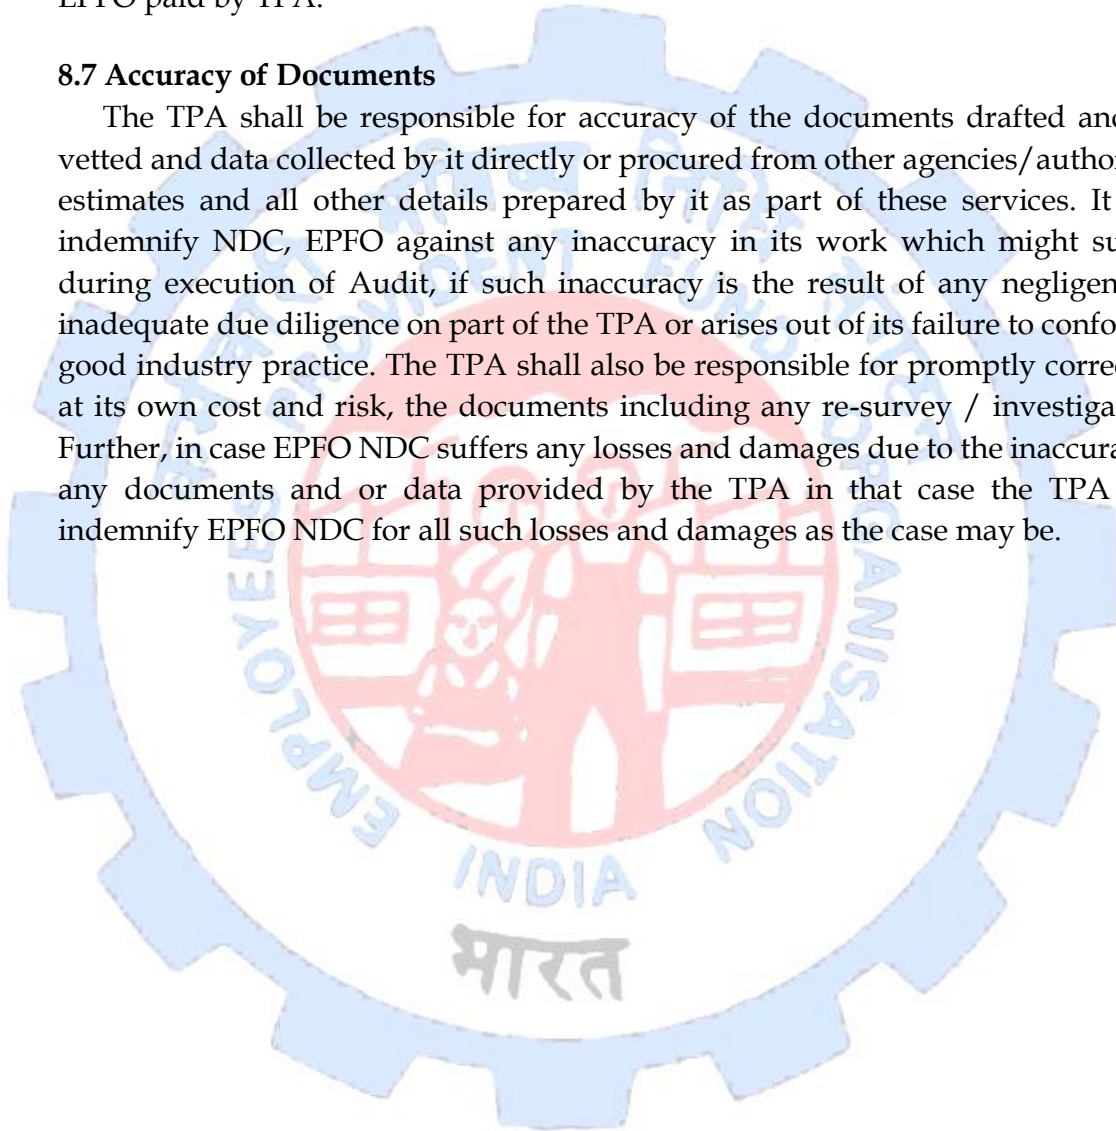 EPFO paid by TPA.
8.7 Accuracy of Documents
The TPA shall be responsible for accuracy of the documents drafted and
vetted and data collected by it directly or procured from other agencies/author
estimates and all other details prepared by it as part of these services. It
indemnify NDC, EPFO against any inaccuracy in its work which might su
during execution of Audit, if such inaccuracy is the result of any negligen
inadequate due diligence on part of the TPA or arises out of its failure to confo
good industry practice. The TPA shall also be responsible for promptly correc
at its own cost and risk, the documents including any re-survey / investiga
Further, in case EPFO NDC suffers any losses and damages due to the inaccura
any documents and or data provided by the TPA in that case the TPA
indemnify EPFO NDC for all such losses and damages as the case may be.
EMPLOYEES PROVIDENT FUND ORGANISATION
INDIA
भारत